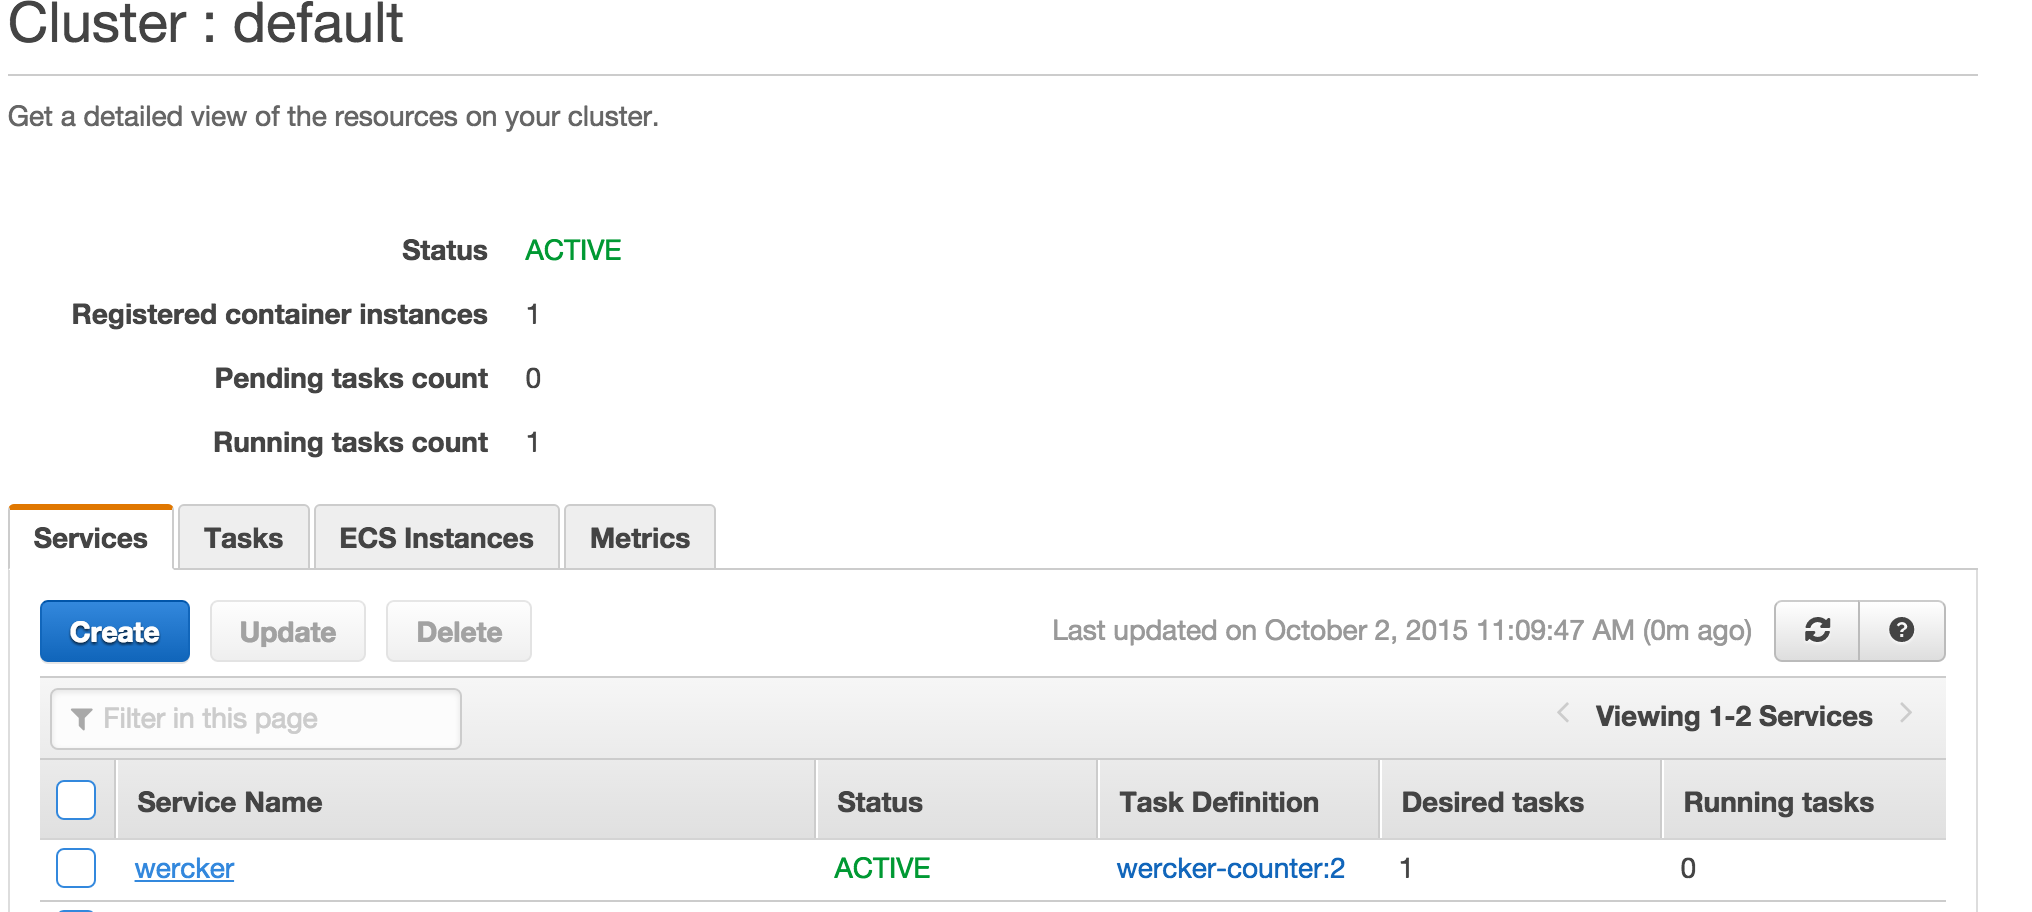 Cluster : default
Get a detailed view of the resources on your cluster.
Status ACTIVE
Registered container instances 1
Pending tasks count 0
Running tasks count 1
Services Tasks ECS Instances Metrics
Create Update Delete Last updated on October 2, 2015 11:09:47 AM (0m ago)
Filter in this page Viewing 1-2 Services
Service Name Status Task Definition Desired tasks Running tasks
wercker ACTIVE wercker-counter:2 1 0